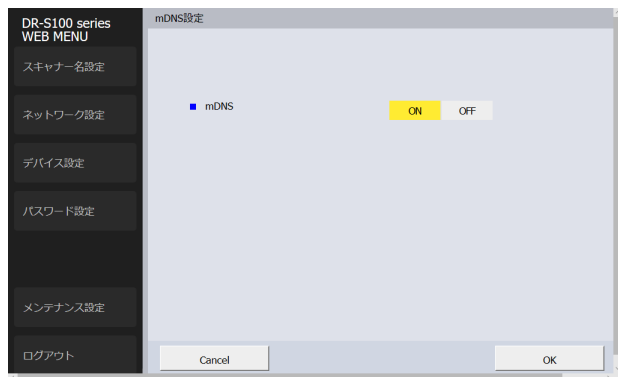 DR-S100 series
WEB MENU
スキャナー名設定
ネットワーク設定
デバイス設定
パスワード設定
メンテナンス設定
ログアウト
mDNS設定
mDNS
ON
OFF
Cancel
OK